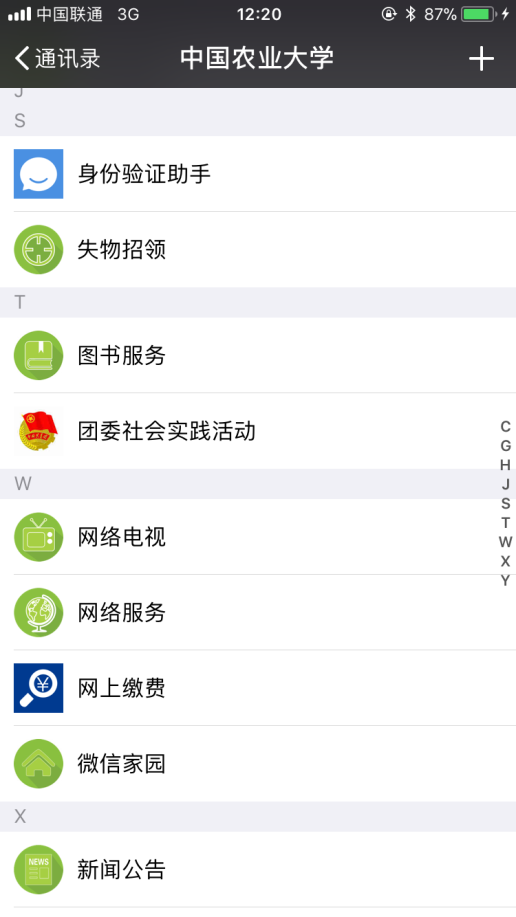 中国联通 3G 12:20 87%
通讯录 中国农业大学
J
S
身份验证助手
失物招领
T
图书服务
团委社会实践活动
W
网络电视
网络服务
网上缴费
微信家园
X
NEWS
新闻公告
C
G
H
J
S
T
W
X
Y